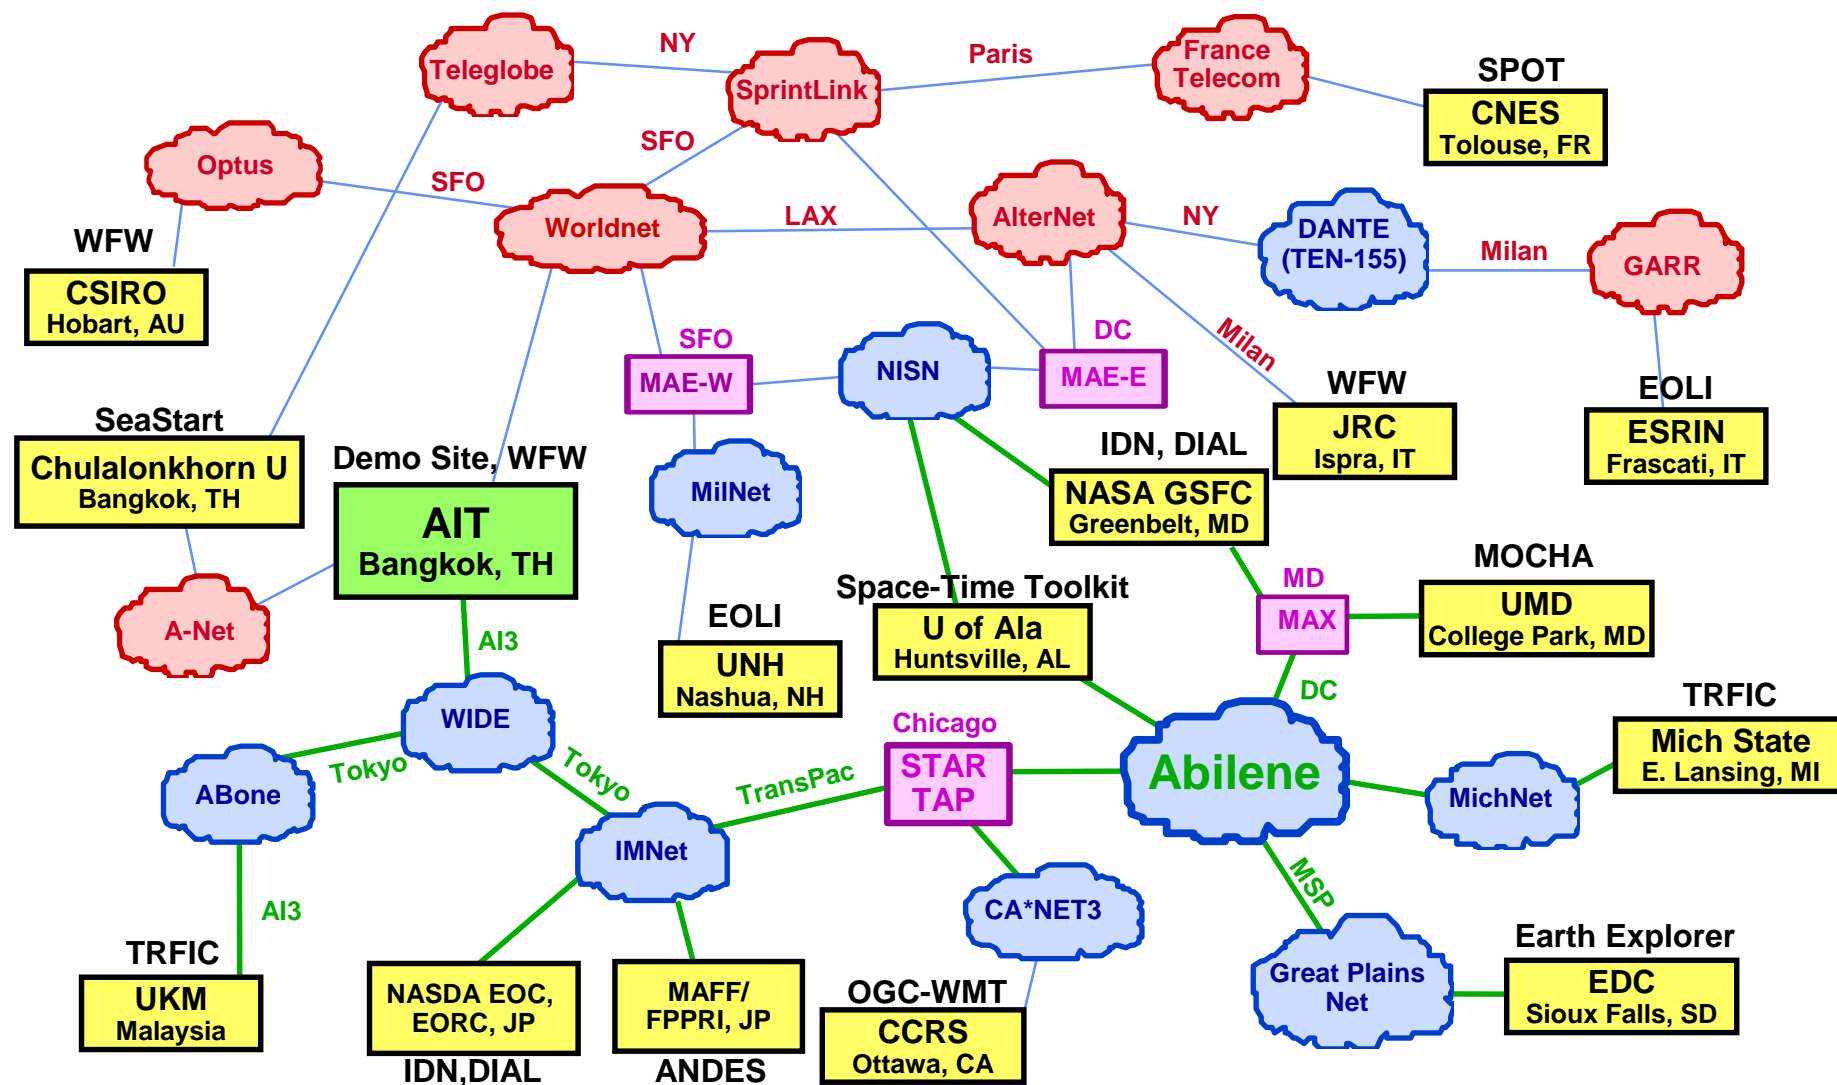 NY
Teleglobe
SprintLink
Paris
France
Telecom
SPOT
CNES
Tolouse, FR
Optus
SFO
SFO
Worldnet
LAX
AlterNet
NY
DANTE
(TEN-155)
Milan
GARR
WFW
CSIRO
Hobart, AU
SFO
MAE-W
NISN
DC
MAE-E
Milan
WFW
JRC
Ispra, IT
EOLI
ESRIN
Frascati, IT
SeaStart
Chulalonkhorn U
Bangkok, TH
Demo Site, WFW
AIT
Bangkok, TH
MilNet
IDN, DIAL
NASA GSFC
Greenbelt, MD
A-Net
AI3
EOLI
UNH
Nashua, NH
Space-Time Toolkit
U of Ala
Huntsville, AL
MD
MAX
MOCHA
UMD
College Park, MD
DC
WIDE
Tokyo
Tokyo
ABone
AI3
IMNet
TransPac
Chicago
STAR
TAP
Abilene
TRFIC
Mich State
E. Lansing, MI
MichNet
MSP
CA*NET3
Great Plains
Net
Earth Explorer
EDC
Sioux Falls, SD
TRFIC
UKM
Malaysia
NASDA EOC,
EORC, JP
IDN,DIAL
MAFF/
FPPRI, JP
ANDES
OGC-WMT
CCRS
Ottawa, CA